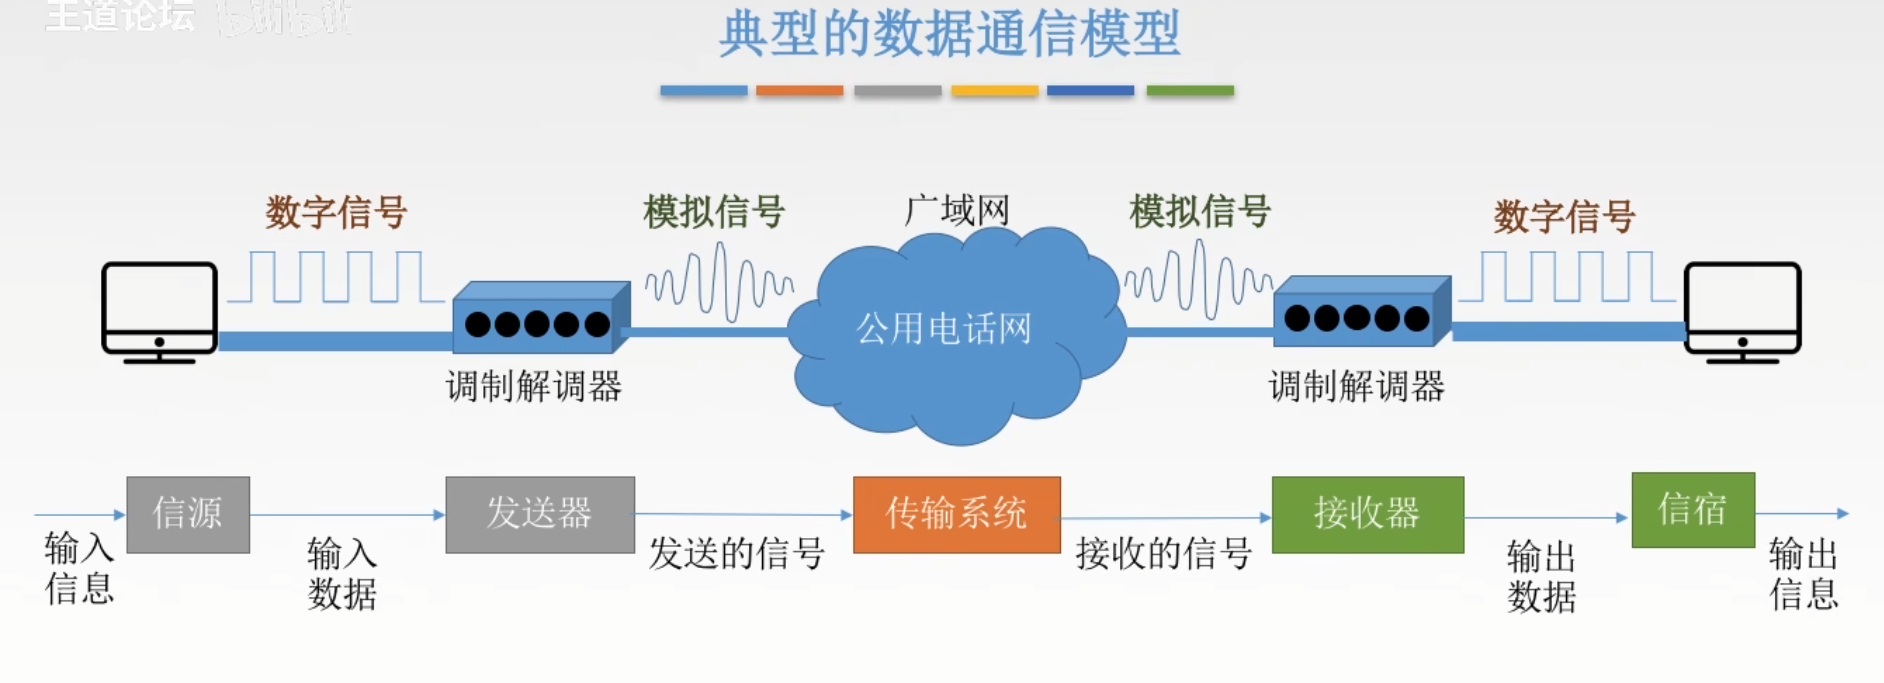 王道论坛 bilibili
典型的数据通信模型
数字信号
模拟信号
广域网
模拟信号
数字信号
公用电话网
调制解调器
调制解调器
信源
发送器
传输系统
接收器
信宿
输入
信息
输入
数据
发送的信号
接收的信号
输出
数据
输出
信息